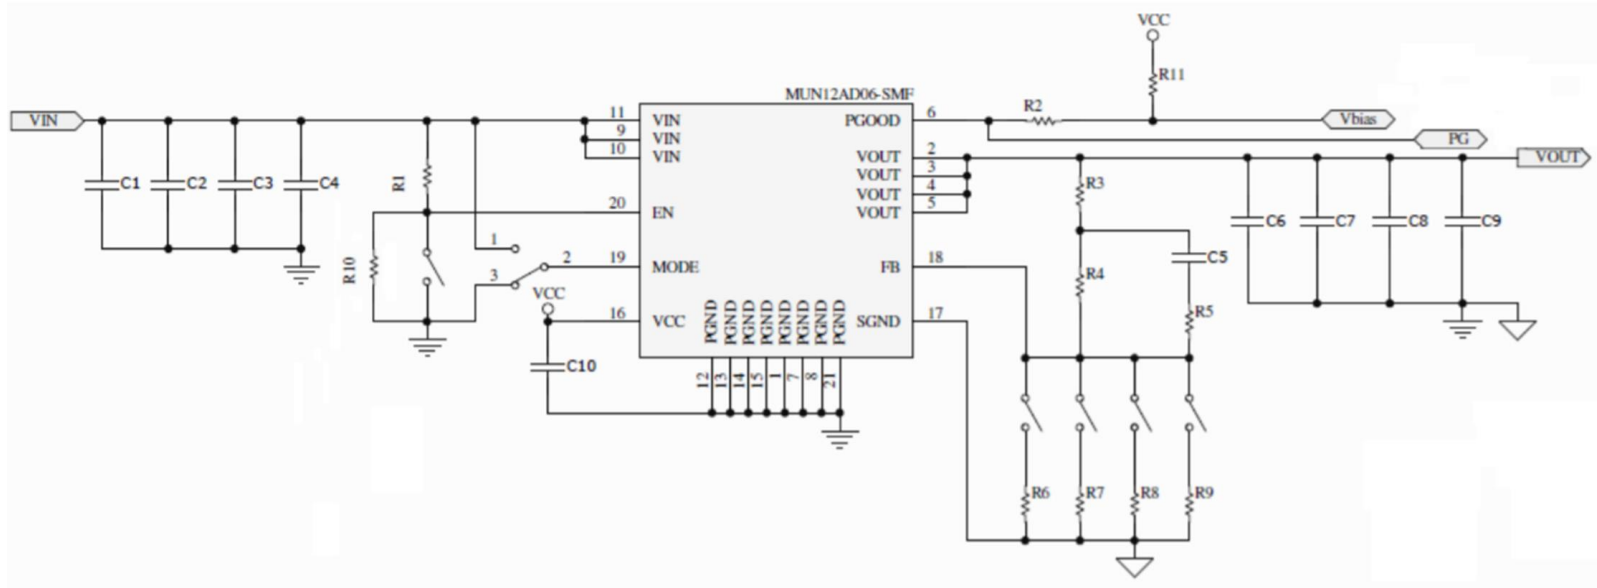 VCC
R11
MUN12AD06-SMF
VIN
11
VIN
PGOOD
6
R2
Vbias
9
VIN
PG
10
VIN
VOUT
2
VOUT
VOUT
3
C1
C2
C3
C4
R1
R3
VOUT
4
20
EN
VOUT
5
C6
C7
C8
C9
1
R10
2
19
MODE
FB
18
C5
3
R4
VCC
16
VCC
PGND
PGND
PGND
PGND
PGND
PGND
PGND
PGND
SGND
17
R5
C10
12
13
14
15
1
7
8
21
R6
R7
R8
R9